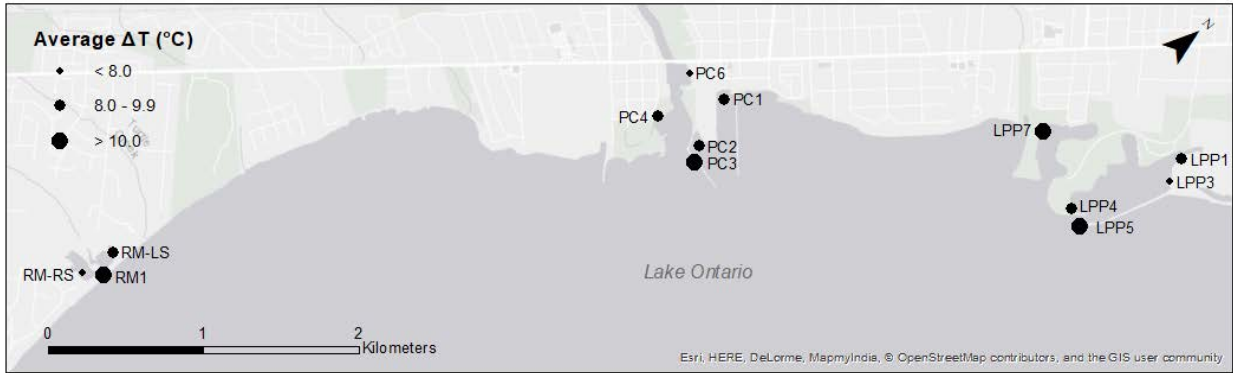 Average ΔT (°C)
< 8.0
8.0 - 9.9
> 10.0
N
PC6
PC1
PC4
PC2
PC3
LPP7
LPP1
LPP3
LPP4
LPP5
RM-LS
RM-RS
RM1
Lake Ontario
0 1 2
Kilometers
Esri, HERE, DeLorme, MapmyIndia, © OpenStreetMap contributors, and the GIS user community